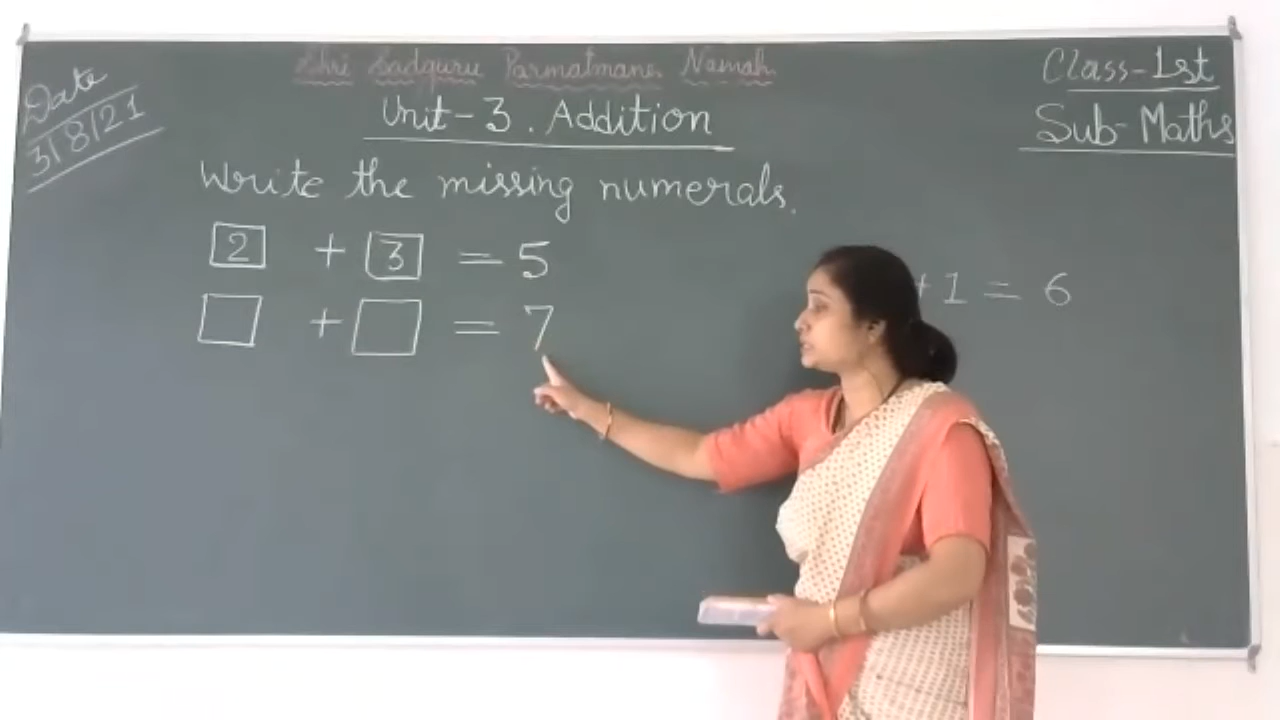 Shri Sadguru Parmatmane Namah
Date
3/8/21
Class-1st
Sub-Maths
Unit-3. Addition
Write the missing numerals.
2 + 3 = 5
+ = 7
+ 1 = 6